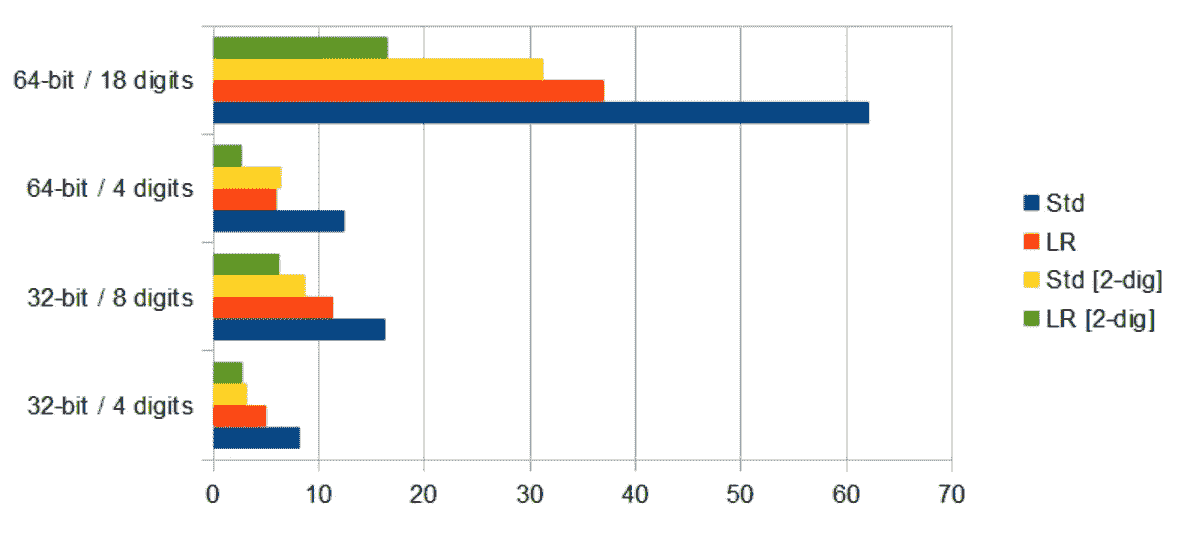 64-bit / 18 digits
64-bit / 4 digits
32-bit / 8 digits
32-bit / 4 digits
0 10 20 30 40 50 60 70
Std
LR
Std [2-dig]
LR [2-dig]